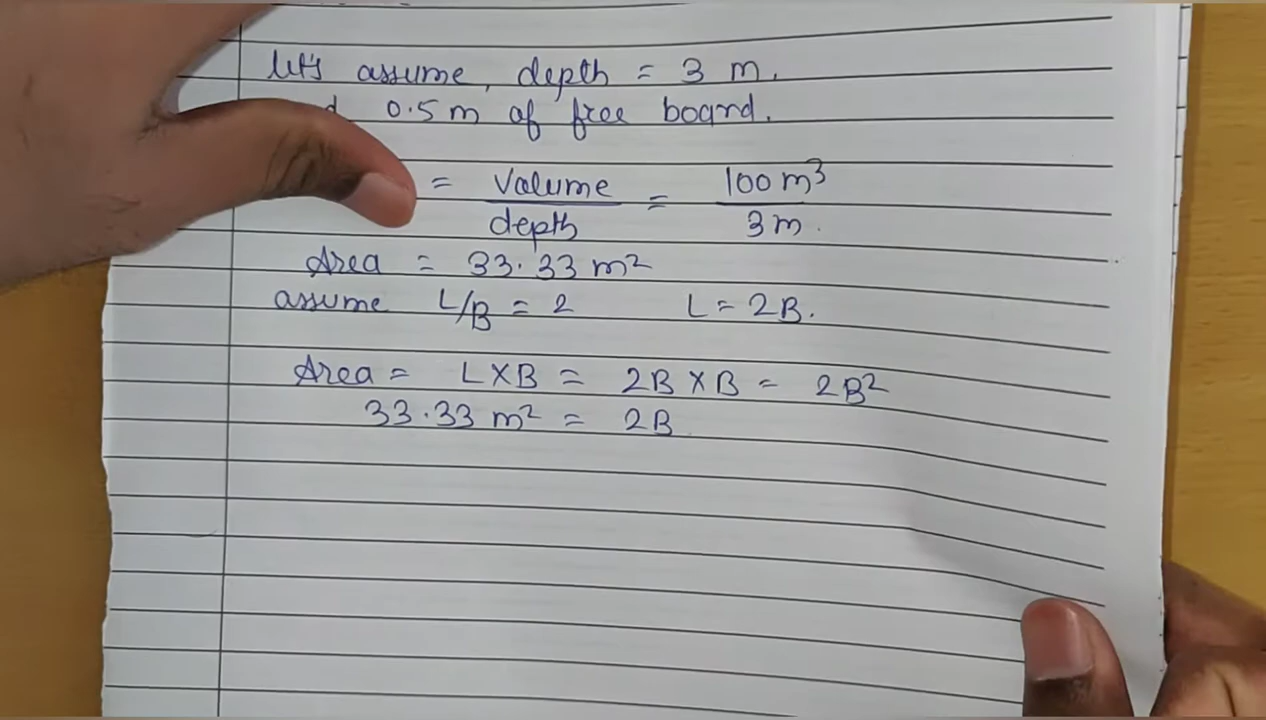 let's assume, depth = 3 m.
0.5m of free board.
= Volume / depth = 100 m³ / 3 m.
Area = 33.33 m²
assume L/B = 2 L = 2B.
Area = L X B = 2B X B = 2B²
33.33 m² = 2B